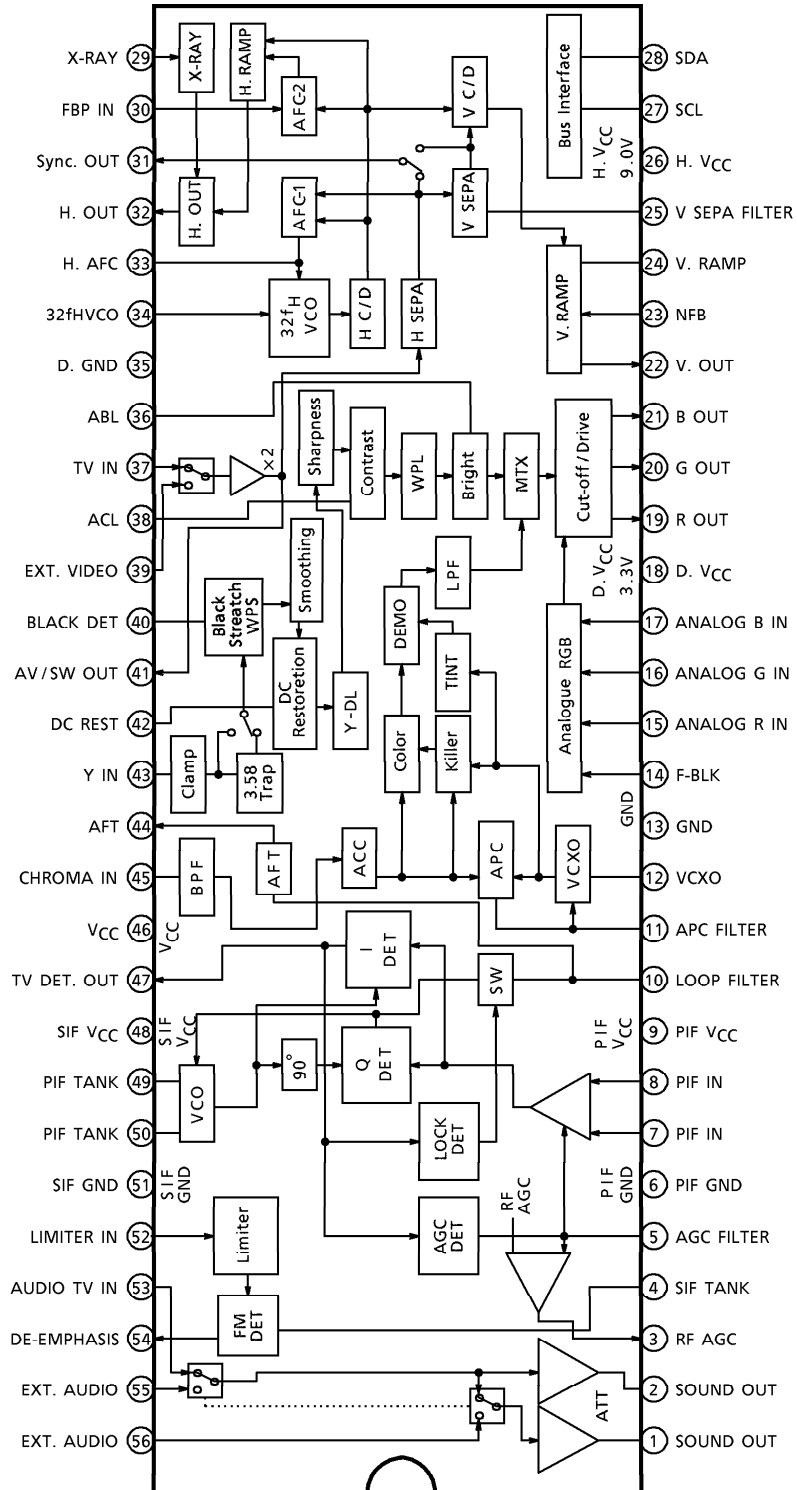 X-RAY 29
FBP IN 30
Sync. OUT 31
H. OUT 32
H. AFC 33
32fHVCO 34
D. GND 35
ABL 36
TV IN 37
ACL 38
EXT. VIDEO 39
BLACK DET 40
AV/SW OUT 41
DC REST 42
Y IN 43
AFT 44
CHROMA IN 45
VCC 46
TV DET. OUT 47
SIF VCC 48
PIF TANK 49
PIF TANK 50
SIF GND 51
LIMITER IN 52
AUDIO TV IN 53
DE-EMPHASIS 54
EXT. AUDIO 55
EXT. AUDIO 56
X-RAY
H. RAMP
AFC-2
V C/D
Bus Interface
H. VCC
9.0V
H. OUT
AFC-1
V SEPA
32fH
VCO
H C/D
H SEPA
V. RAMP
×2
Sharpness
Contrast
WPL
Bright
MTX
Cut-off / Drive
D. VCC
3.3V
Smoothing
Black
Streatch
WPS
DC
Restoretion
Y-DL
DEMO
LPF
TINT
Analogue RGB
Clamp
3.58
Trap
Color
Killer
GND
BPF
AFT
ACC
APC
VCXO
VCC
I
DET
SW
SIF
VCC
PIF
VCC
VCO
90°
Q
DET
LOCK
DET
SIF
GND
PIF
GND
Limiter
AGC
DET
RF
AGC
FM
DET
ATT
28 SDA
27 SCL
26 H. VCC
25 V SEPA FILTER
24 V. RAMP
23 NFB
22 V. OUT
21 B OUT
20 G OUT
19 R OUT
18 D. VCC
17 ANALOG B IN
16 ANALOG G IN
15 ANALOG R IN
14 F-BLK
13 GND
12 VCXO
11 APC FILTER
10 LOOP FILTER
9 PIF VCC
8 PIF IN
7 PIF IN
6 PIF GND
5 AGC FILTER
4 SIF TANK
3 RF AGC
2 SOUND OUT
1 SOUND OUT